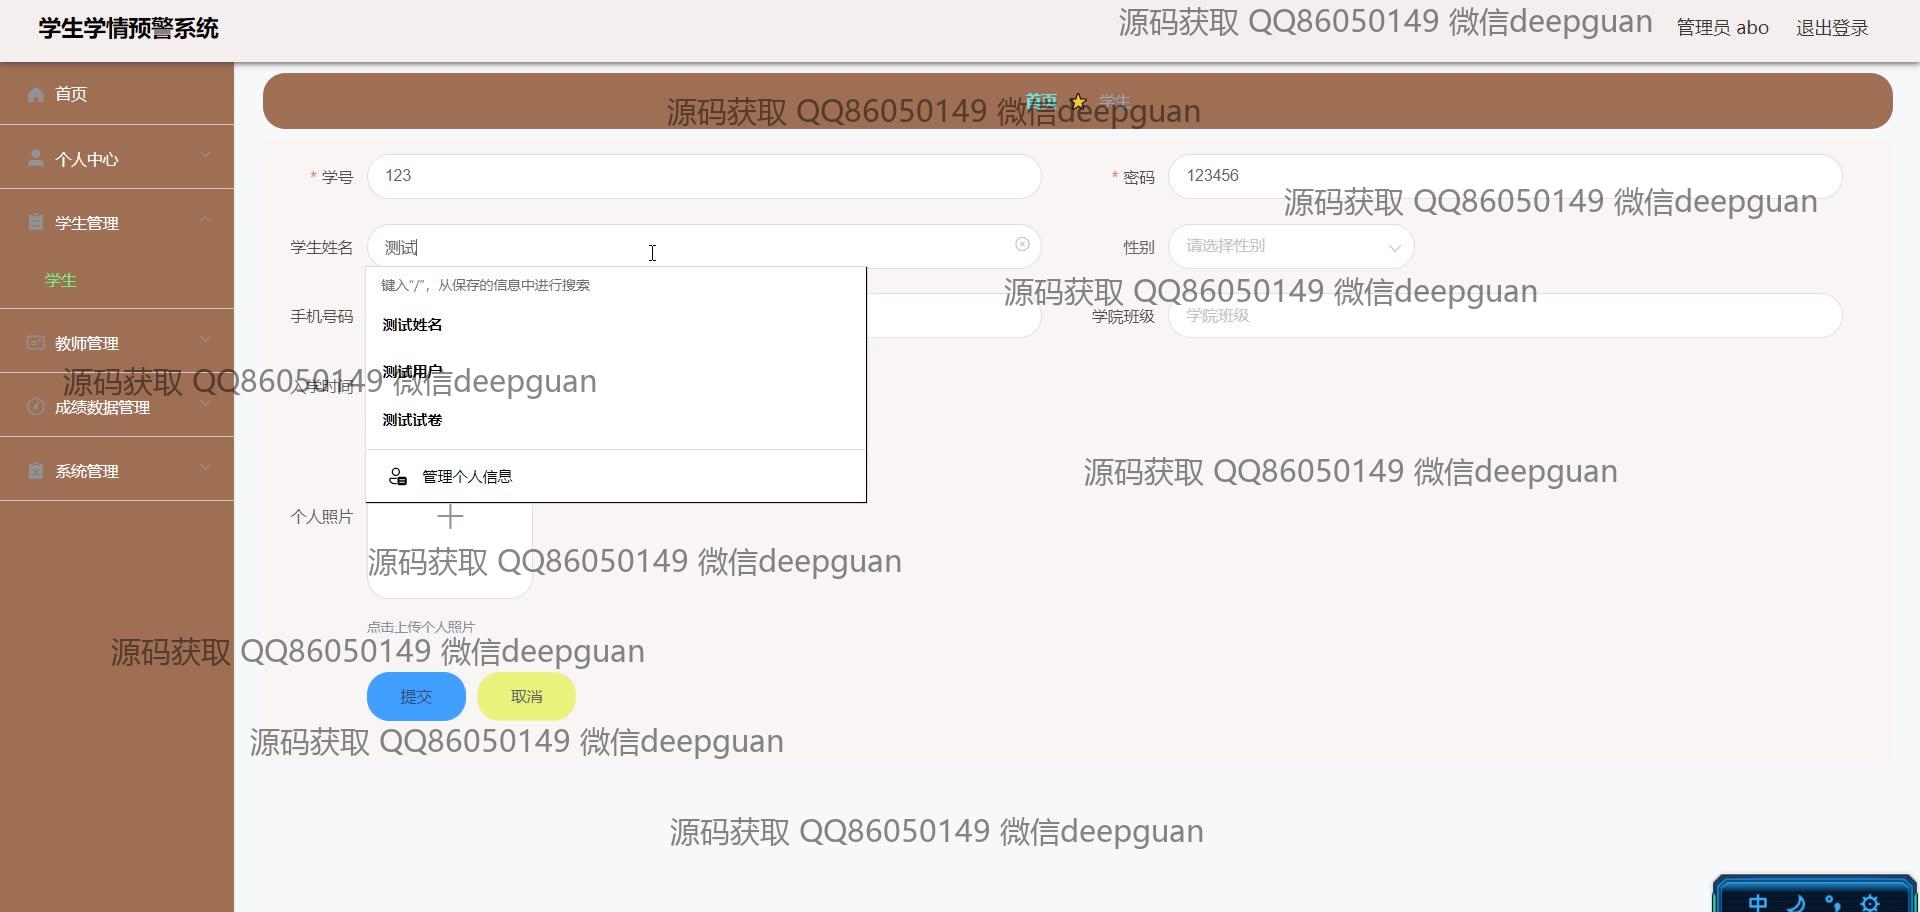 学生学情预警系统
源码获取 QQ86050149 微信deepguan
管理员 abo
退出登录
首页
个人中心
学生管理
学生
教师管理
成绩数据管理
系统管理
首页
学生
源码获取 QQ86050149 微信deepguan
* 学号
123
* 密码
123456
源码获取 QQ86050149 微信deepguan
学生姓名
测试
性别
请选择性别
键入"/"，从保存的信息中进行搜索
源码获取 QQ86050149 微信deepguan
手机号码
测试姓名
学院班级
学院班级
测试用户
源码获取 QQ86050149 微信deepguan
入学时间
测试试卷
管理个人信息
源码获取 QQ86050149 微信deepguan
个人照片
源码获取 QQ86050149 微信deepguan
点击上传个人照片
源码获取 QQ86050149 微信deepguan
提交
取消
源码获取 QQ86050149 微信deepguan
源码获取 QQ86050149 微信deepguan
中